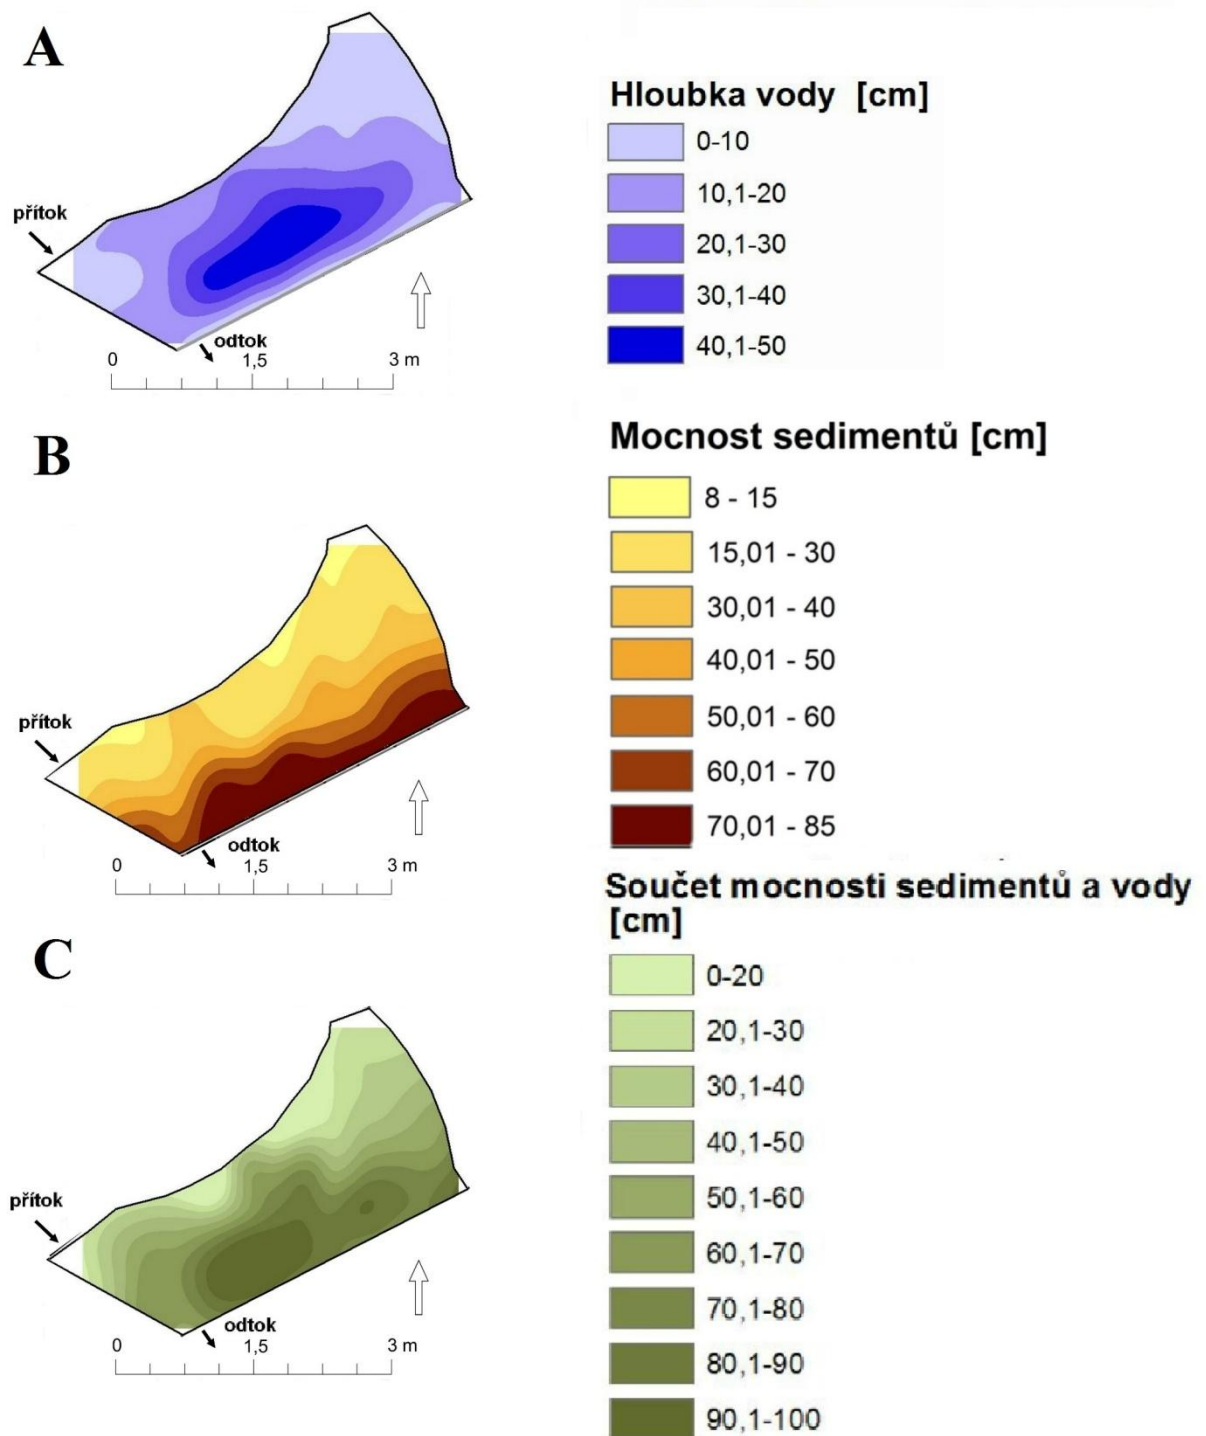 A
Hloubka vody [cm]
0-10
10,1-20
20,1-30
30,1-40
40,1-50
přítok
odtok
0
1,5
3 m
B
Mocnost sedimentů [cm]
8 - 15
15,01 - 30
30,01 - 40
40,01 - 50
50,01 - 60
60,01 - 70
70,01 - 85
přítok
odtok
0
1,5
3 m
C
Součet mocnosti sedimentů a vody
[cm]
0-20
20,1-30
30,1-40
40,1-50
50,1-60
60,1-70
70,1-80
80,1-90
90,1-100
přítok
odtok
0
1,5
3 m